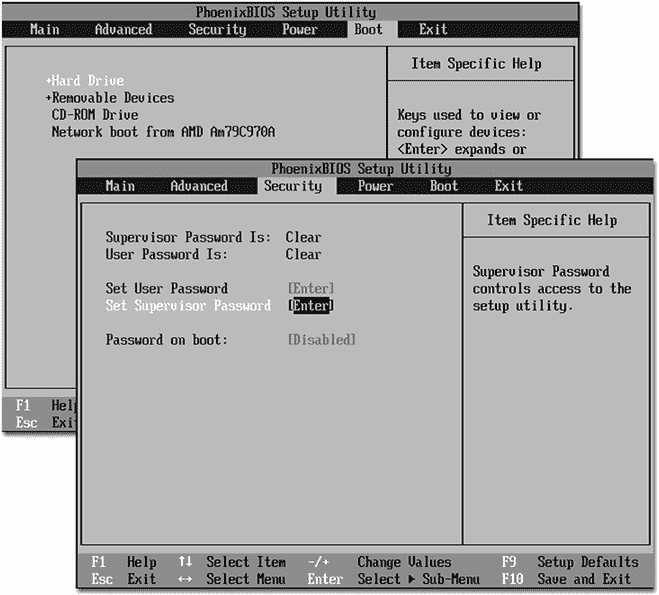 PhoenixBIOS Setup Utility
Main Advanced Security Power Boot Exit
Item Specific Help
+Hard Drive
+Removable Devices
CD-ROM Drive
Network boot from AMD Am79C970A
Keys used to view or
configure devices:
<Enter> expands or
F1 Help
Esc Exi
PhoenixBIOS Setup Utility
Main Advanced Security Power Boot Exit
Item Specific Help
Supervisor Password Is: Clear
User Password Is: Clear
Set User Password [Enter]
Set Supervisor Password [Enter]
Password on boot: [Disabled]
Supervisor Password
controls access to the
setup utility.
F1 Help ↑↓ Select Item -/+ Change Values F9 Setup Defaults
Esc Exit ↔ Select Menu Enter Select ▶ Sub-Menu F10 Save and Exit